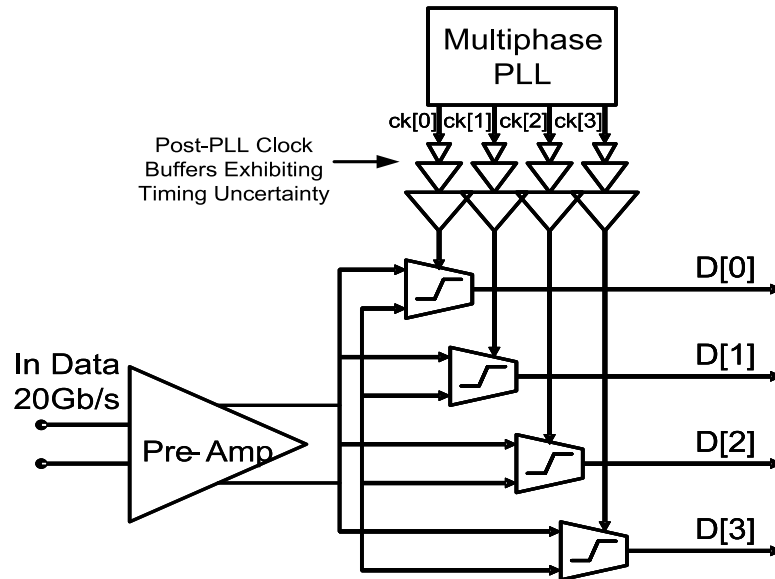 Multiphase
PLL
ck[0] ck[1] ck[2] ck[3]
Post-PLL Clock
Buffers Exhibiting
Timing Uncertainty
D[0]
D[1]
In Data
20Gb/s
Pre-Amp
D[2]
D[3]